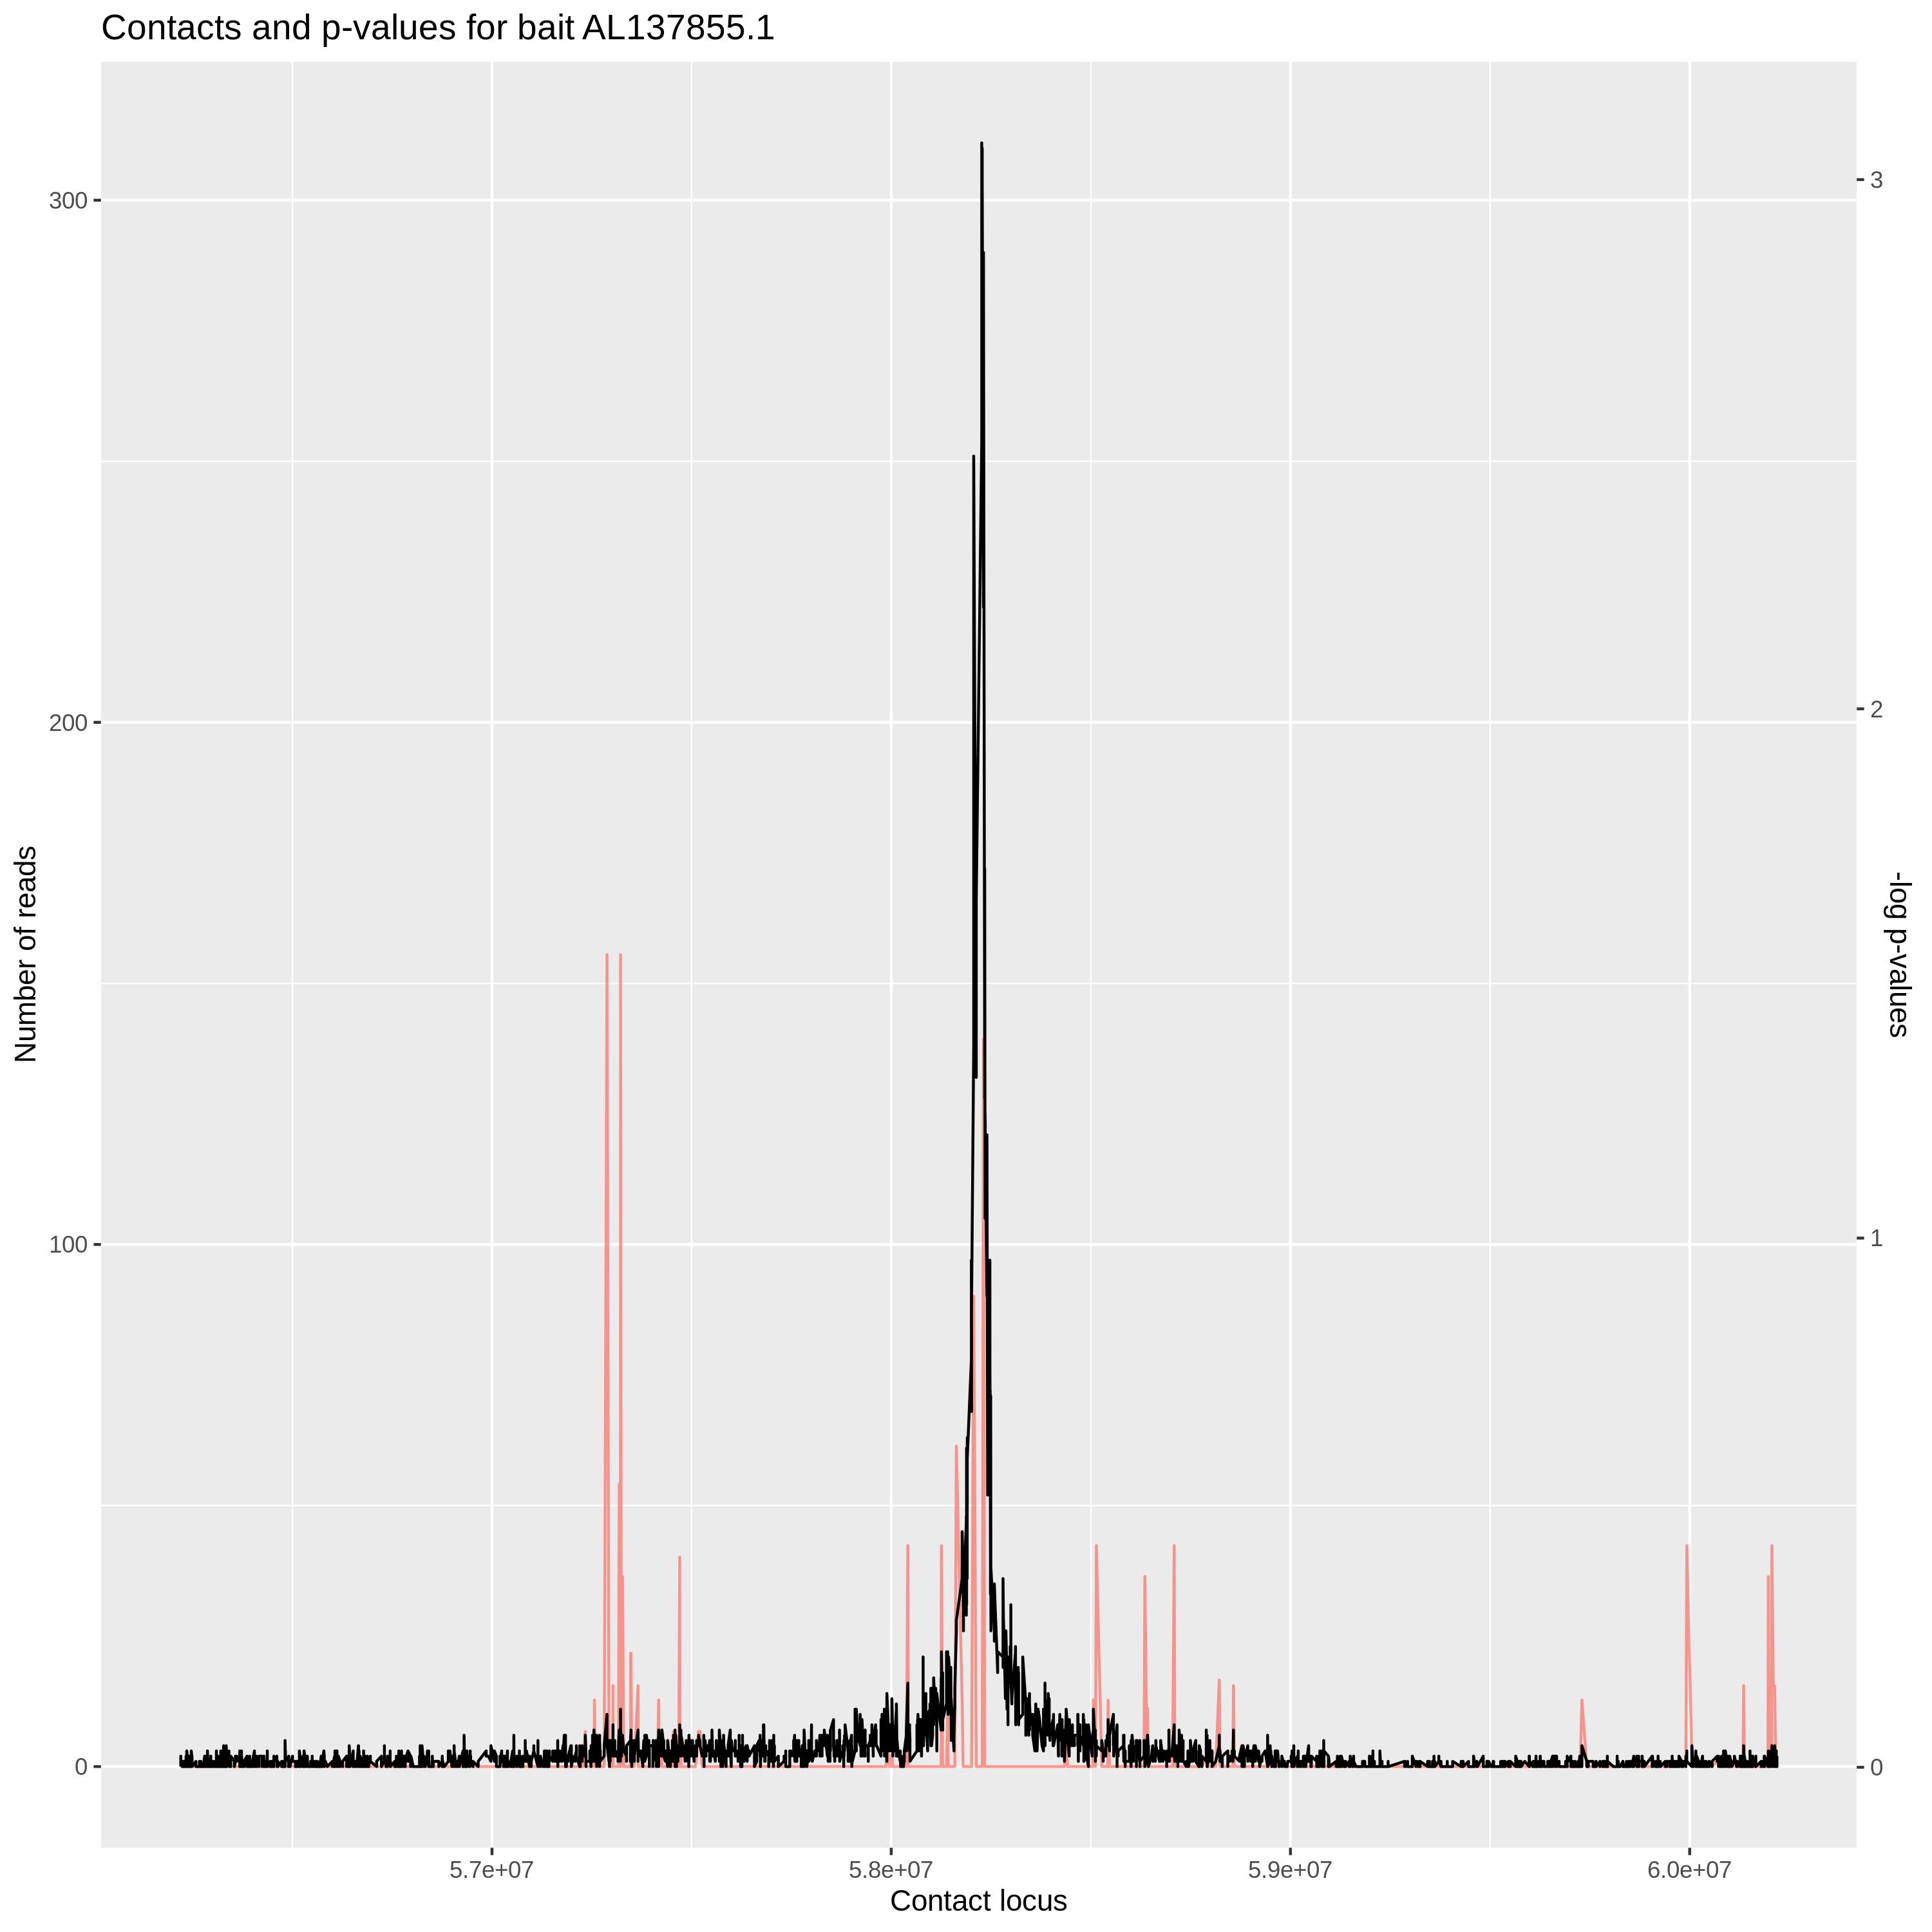 Contacts and p-values for bait AL137855.1
300
200
100
0
Number of reads
3
2
1
0
-log p-values
5.7e+07
5.8e+07
5.9e+07
6.0e+07
Contact locus